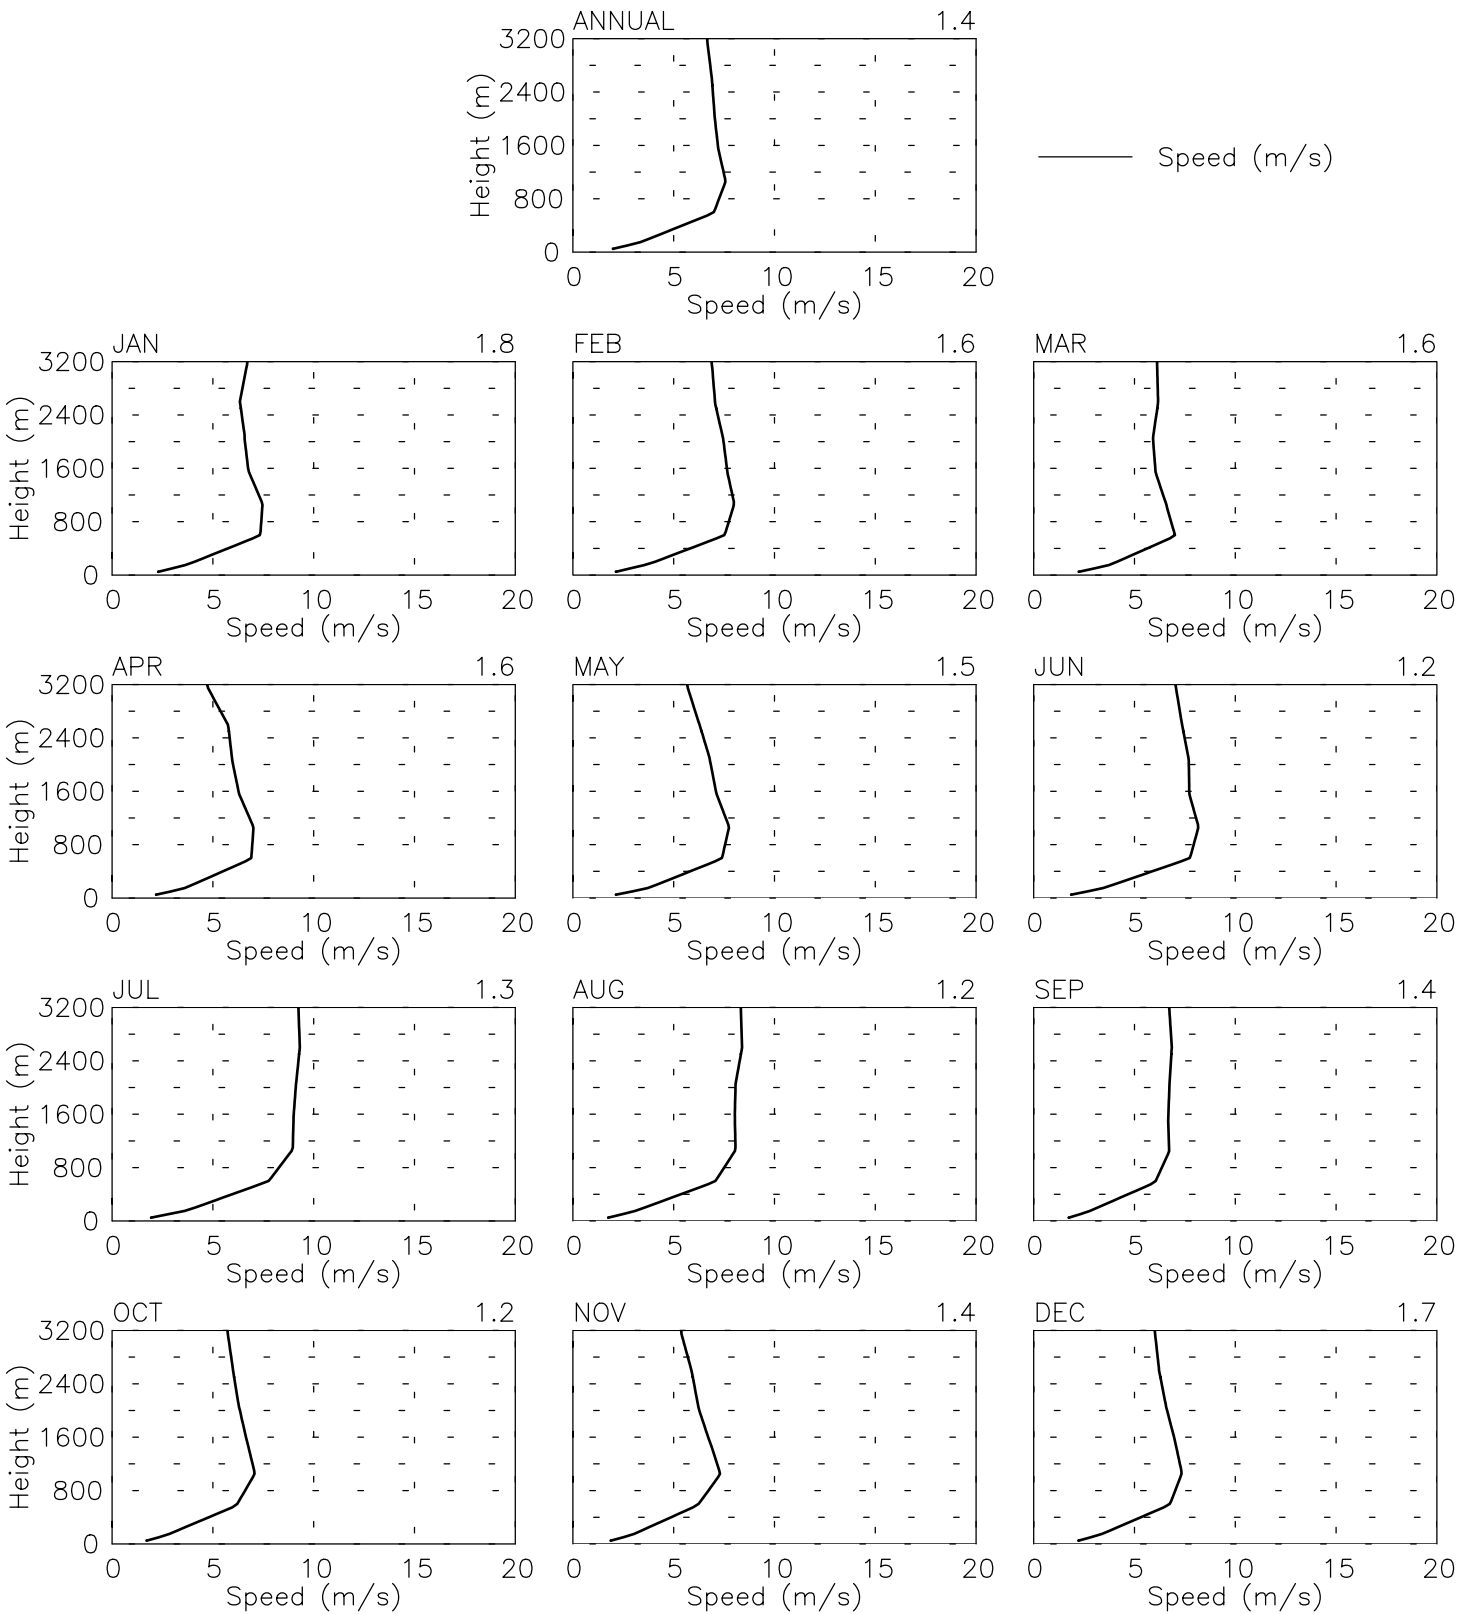 ANNUAL 1.4
3200
2400
1600
800
0
Height (m)
0 5 10 15 20
Speed (m/s)
Speed (m/s)
JAN 1.8
3200
2400
1600
800
0
Height (m)
0 5 10 15 20
Speed (m/s)
FEB 1.6
0 5 10 15 20
Speed (m/s)
MAR 1.6
0 5 10 15 20
Speed (m/s)
APR 1.6
3200
2400
1600
800
0
Height (m)
0 5 10 15 20
Speed (m/s)
MAY 1.5
0 5 10 15 20
Speed (m/s)
JUN 1.2
0 5 10 15 20
Speed (m/s)
JUL 1.3
3200
2400
1600
800
0
Height (m)
0 5 10 15 20
Speed (m/s)
AUG 1.2
0 5 10 15 20
Speed (m/s)
SEP 1.4
0 5 10 15 20
Speed (m/s)
OCT 1.2
3200
2400
1600
800
0
Height (m)
0 5 10 15 20
Speed (m/s)
NOV 1.4
0 5 10 15 20
Speed (m/s)
DEC 1.7
0 5 10 15 20
Speed (m/s)